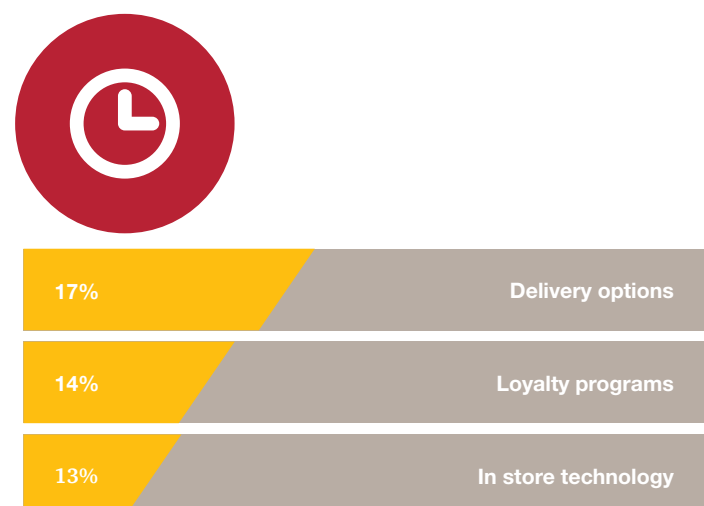 17% Delivery options
14% Loyalty programs
13% In store technology